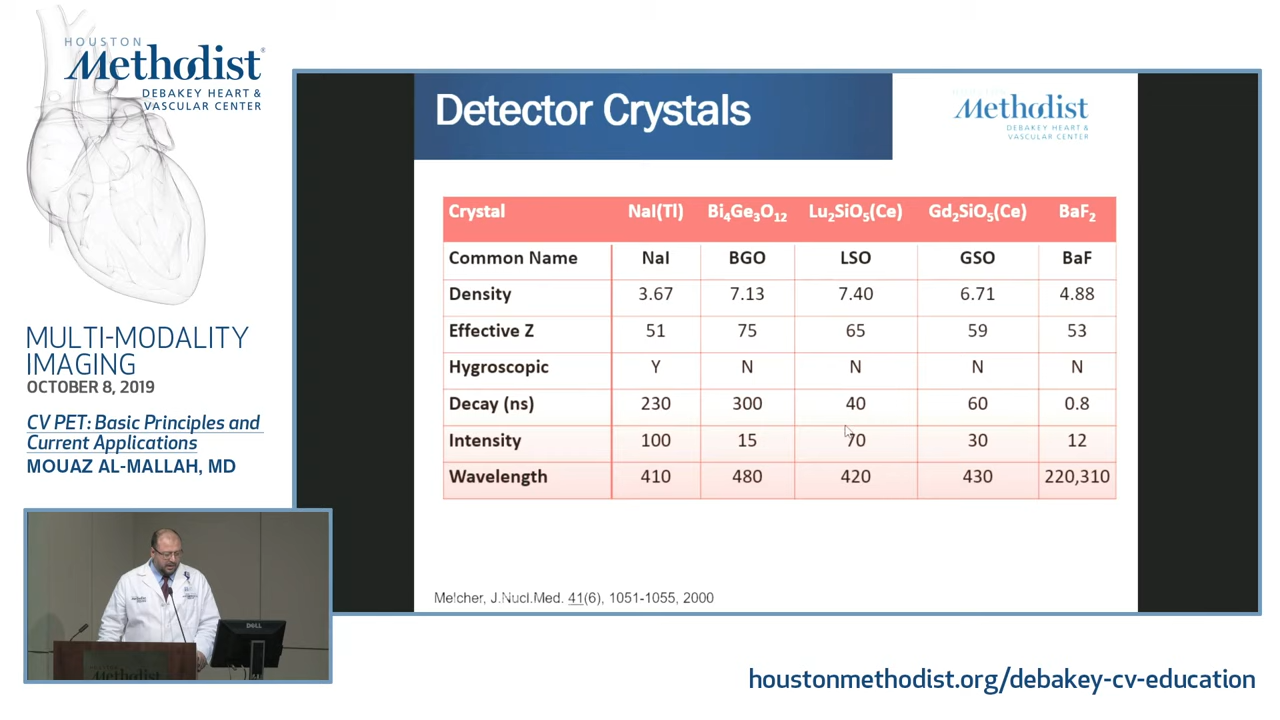 HOUSTON
Methodist
DEBAKEY HEART &
VASCULAR CENTER
MULTI-MODALITY
IMAGING
OCTOBER 8, 2019
CV PET: Basic Principles and
Current Applications
MOUAZ AL-MALLAH, MD
Detector Crystals
Methodist
DEBAKEY HEART &
VASCULAR CENTER
Crystal NaI(Tl) Bi₄Ge₃O₁₂ Lu₂SiO₅(Ce) Gd₂SiO₅(Ce) BaF₂
Common Name NaI BGO LSO GSO BaF
Density 3.67 7.13 7.40 6.71 4.88
Effective Z 51 75 65 59 53
Hygroscopic Y N N N N
Decay (ns) 230 300 40 60 0.8
Intensity 100 15 70 30 12
Wavelength 410 480 420 430 220,310
Melcher, J.Nucl.Med. 41(6), 1051-1055, 2000
DELL
Methodist
houstonmethodist.org/debakey-cv-education